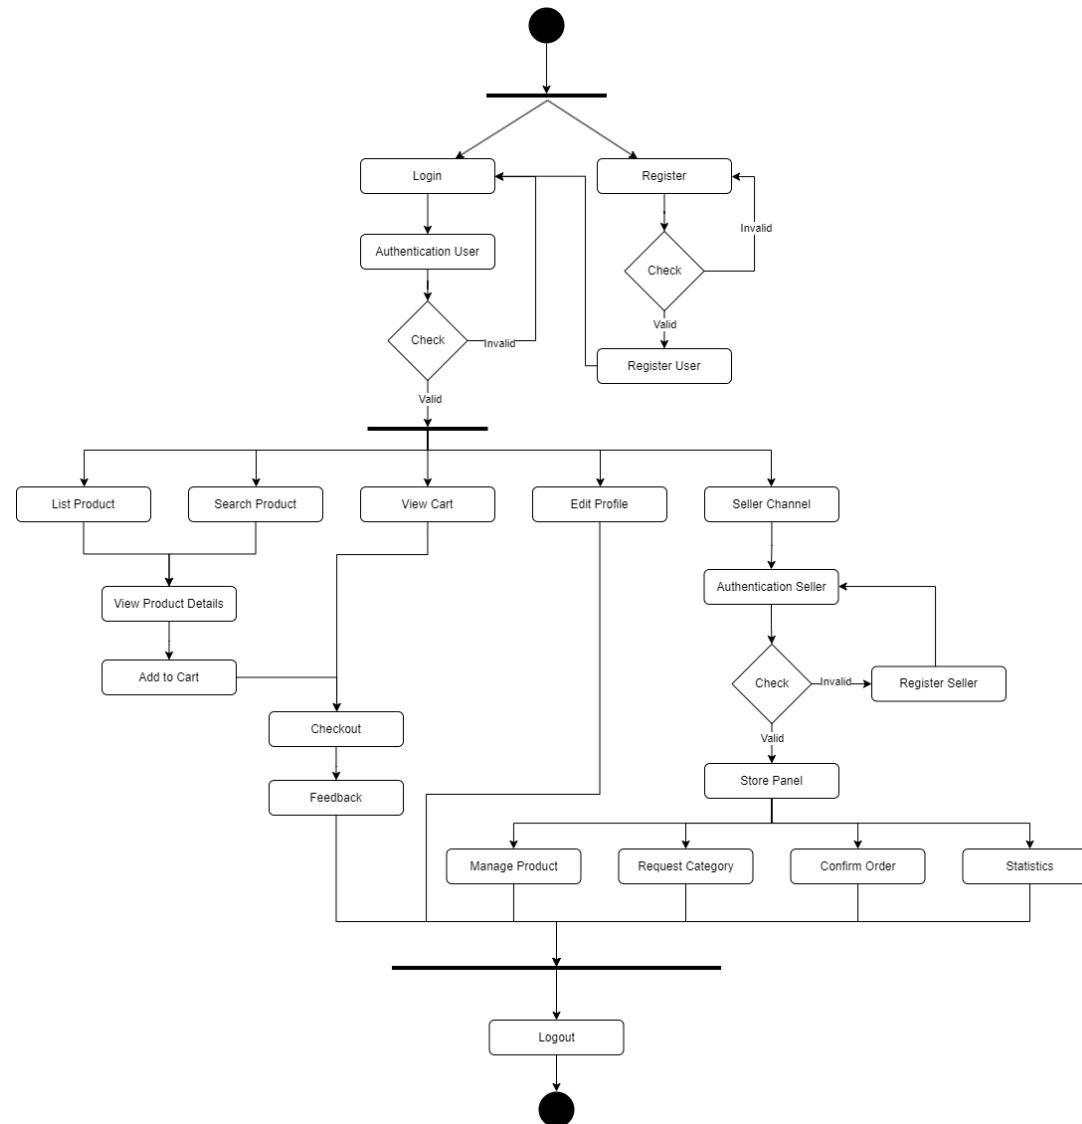 Login
Register
Invalid
Authentication User
Check
Check
Valid
Invalid
Register User
Valid
List Product
Search Product
View Cart
Edit Profile
Seller Channel
Authentication Seller
View Product Details
Add to Cart
Check
Invalid
Register Seller
Checkout
Valid
Store Panel
Feedback
Manage Product
Request Category
Confirm Order
Statistics
Logout